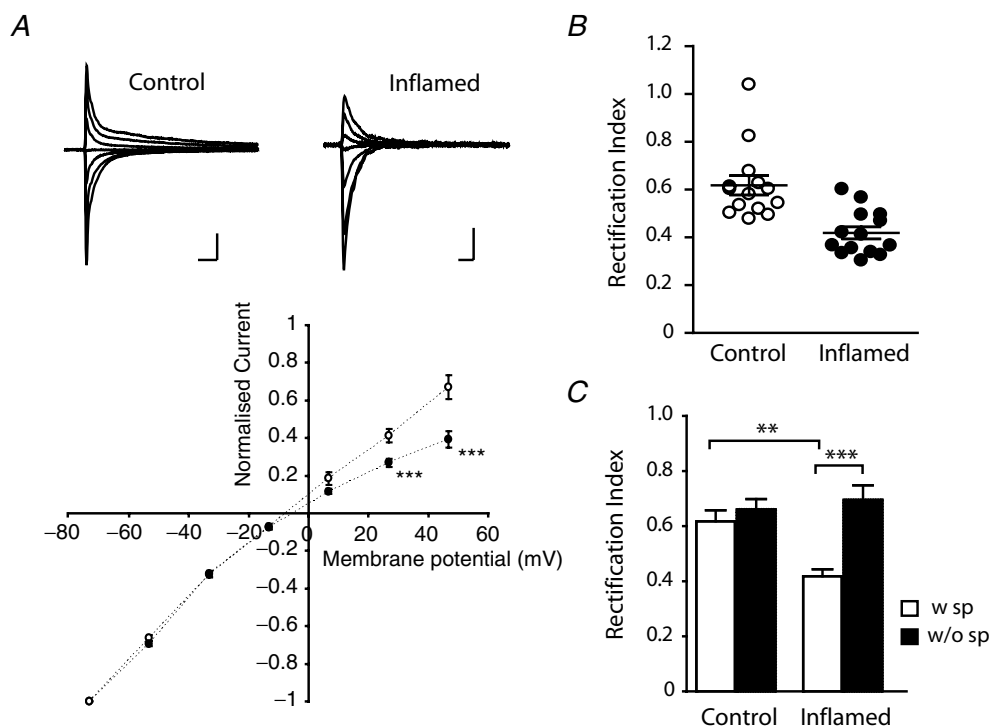 A
Control
Inflamed
Normalised Current
1
0.8
0.6
0.4
0.2
***
***
−80
−60
−40
−20
0
20
40
60
Membrane potential (mV)
−0.2
−0.4
−0.6
−0.8
−1
B
Rectification Index
1.2
1.0
0.8
0.6
0.4
0.2
0
Control
Inflamed
C
Rectification Index
1.0
0.8
0.6
0.4
0.2
0
**
***
w sp
w/o sp
Control
Inflamed